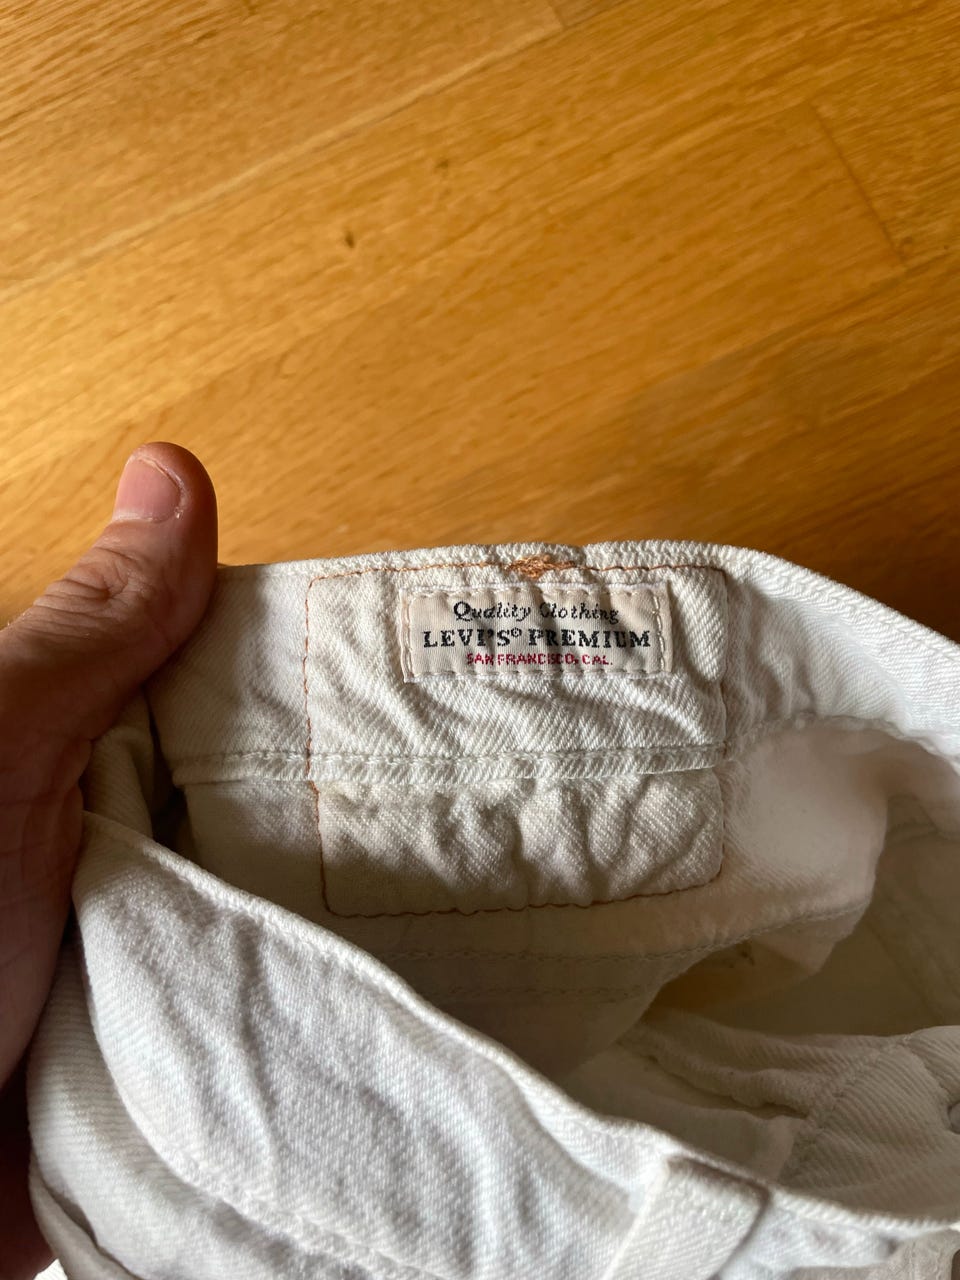 Quality Clothing
LEVI'S® PREMIUM
SAN FRANCISCO, CAL.